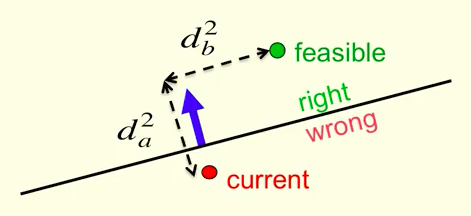 d_b^2
feasible
right
wrong
d_a^2
current